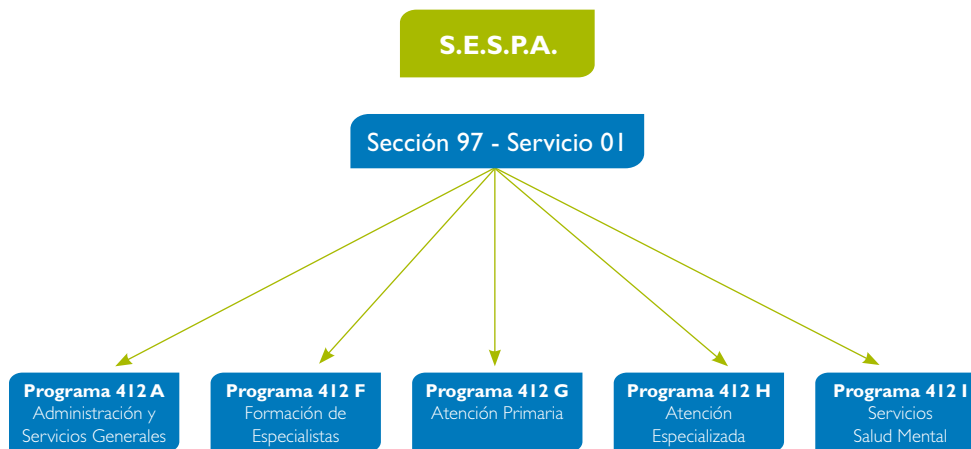 S.E.S.P.A.
Sección 97 - Servicio 01
Programa 412 A
Administración y
Servicios Generales
Programa 412 F
Formación de
Especialistas
Programa 412 G
Atención Primaria
Programa 412 H
Atención
Especializada
Programa 412 I
Servicios
Salud Mental